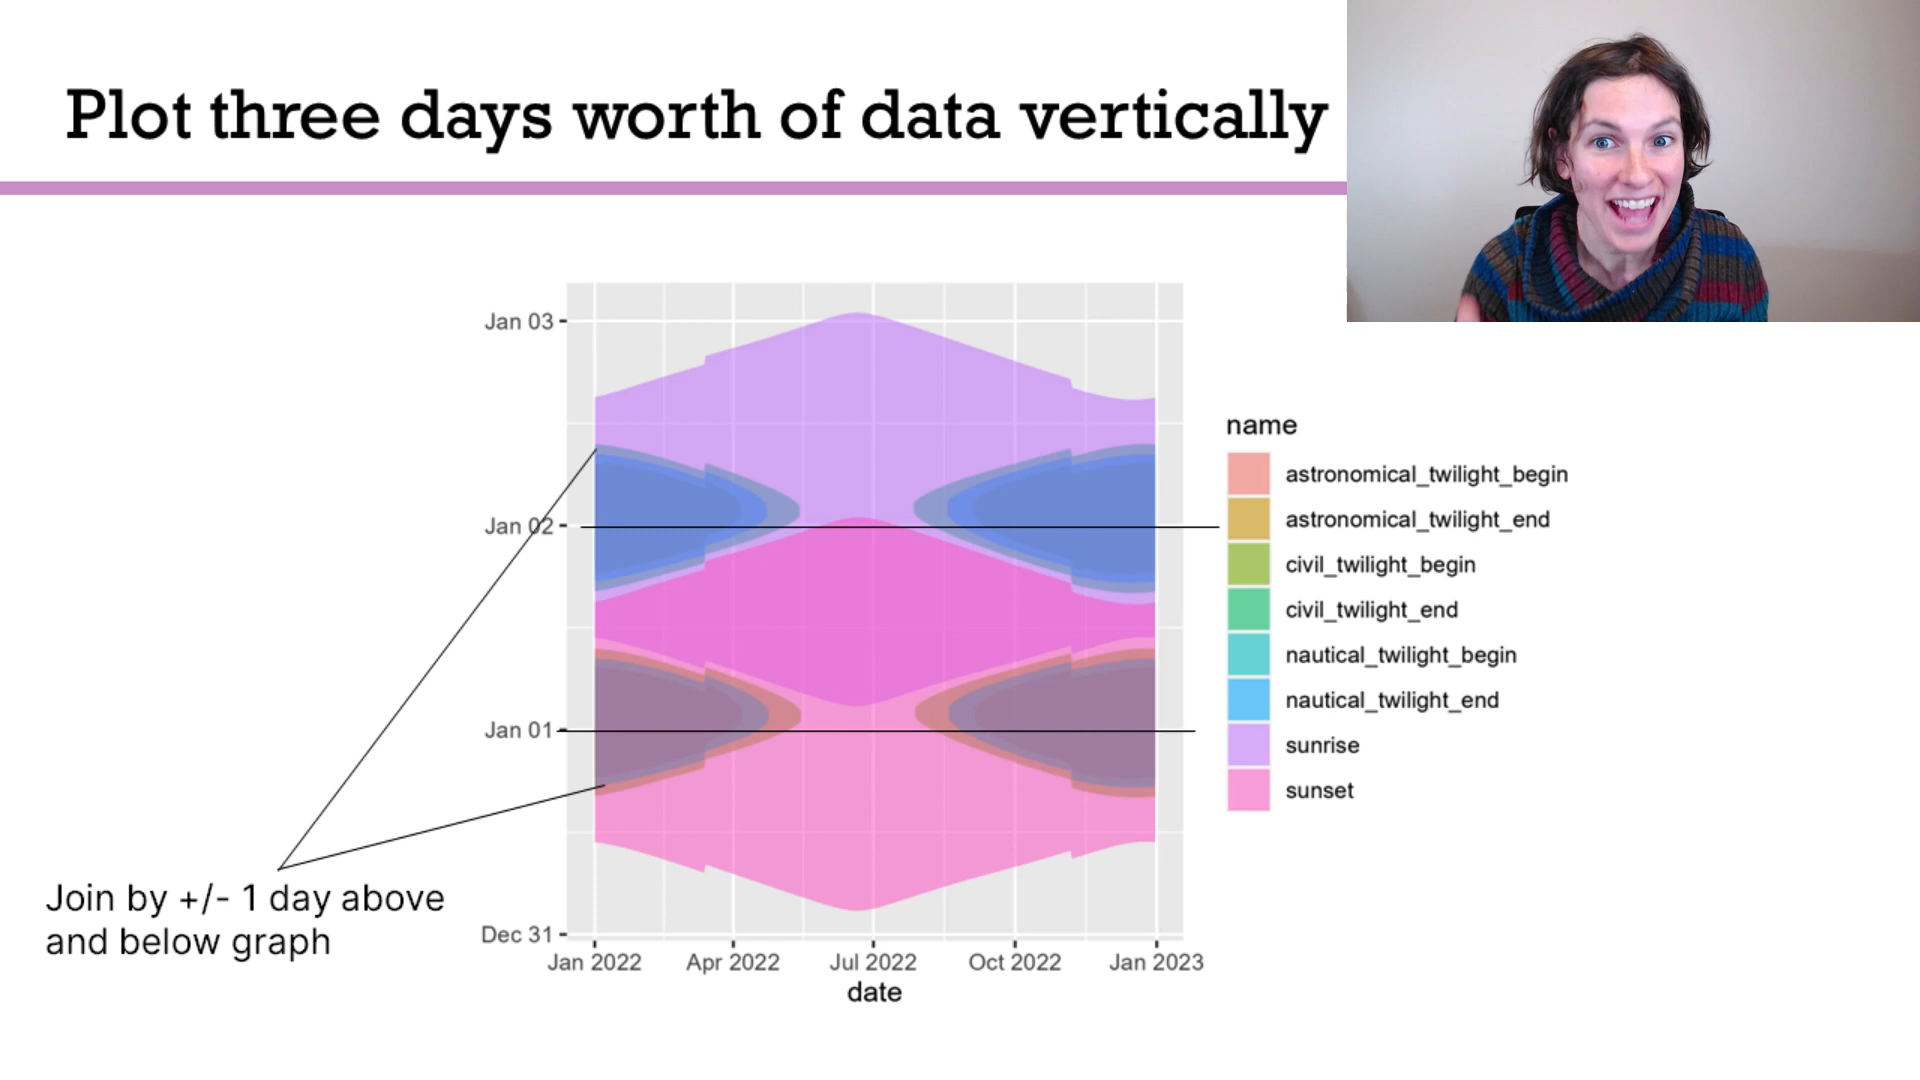 Plot three days worth of data vertically
Jan 03
Jan 02
Jan 01
Dec 31
Jan 2022
Apr 2022
Jul 2022
Oct 2022
Jan 2023
date
name
astronomical_twilight_begin
astronomical_twilight_end
civil_twilight_begin
civil_twilight_end
nautical_twilight_begin
nautical_twilight_end
sunrise
sunset
Join by +/- 1 day above
and below graph